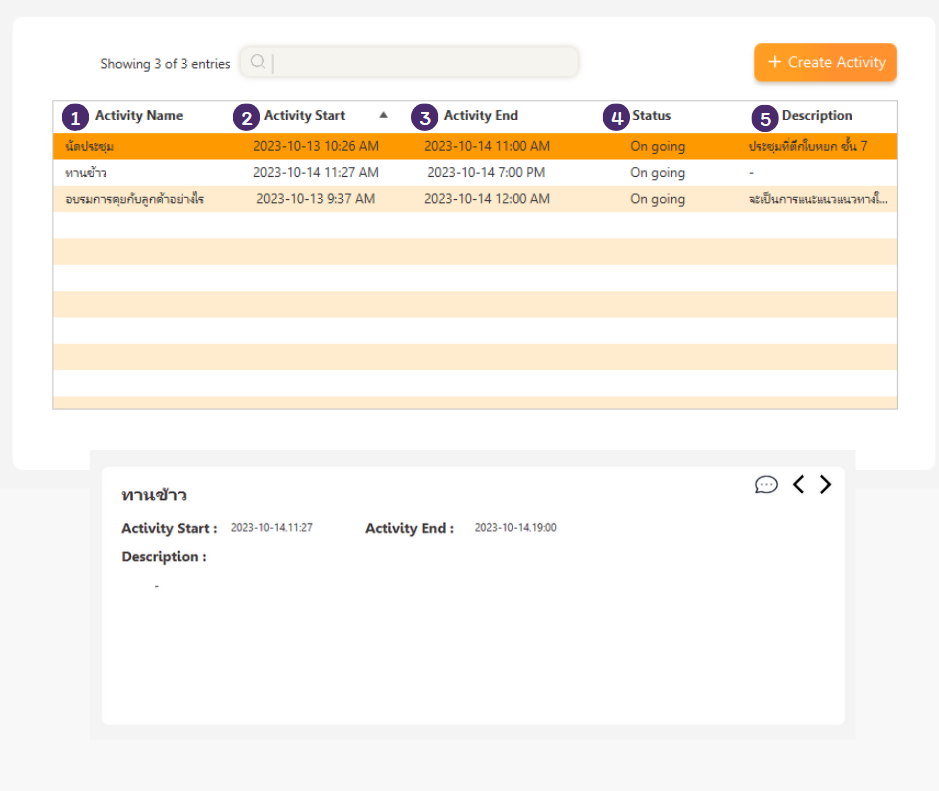 Showing 3 of 3 entries
+ Create Activity
1 Activity Name 2 Activity Start ▲ 3 Activity End 4 Status 5 Description
นัดประชุม 2023-10-13 10:26 AM 2023-10-14 11:00 AM On going ประชุมที่ตึกใบหยก ชั้น 7
ทานข้าว 2023-10-14 11:27 AM 2023-10-14 7:00 PM On going -
อบรมการคุยกับลูกค้าอย่างไร 2023-10-13 9:37 AM 2023-10-14 12:00 AM On going จะเป็นการแนะแนวแนวทางใ...
ทานข้าว
Activity Start : 2023-10-14.11:27 Activity End : 2023-10-14.19:00
Description :
-